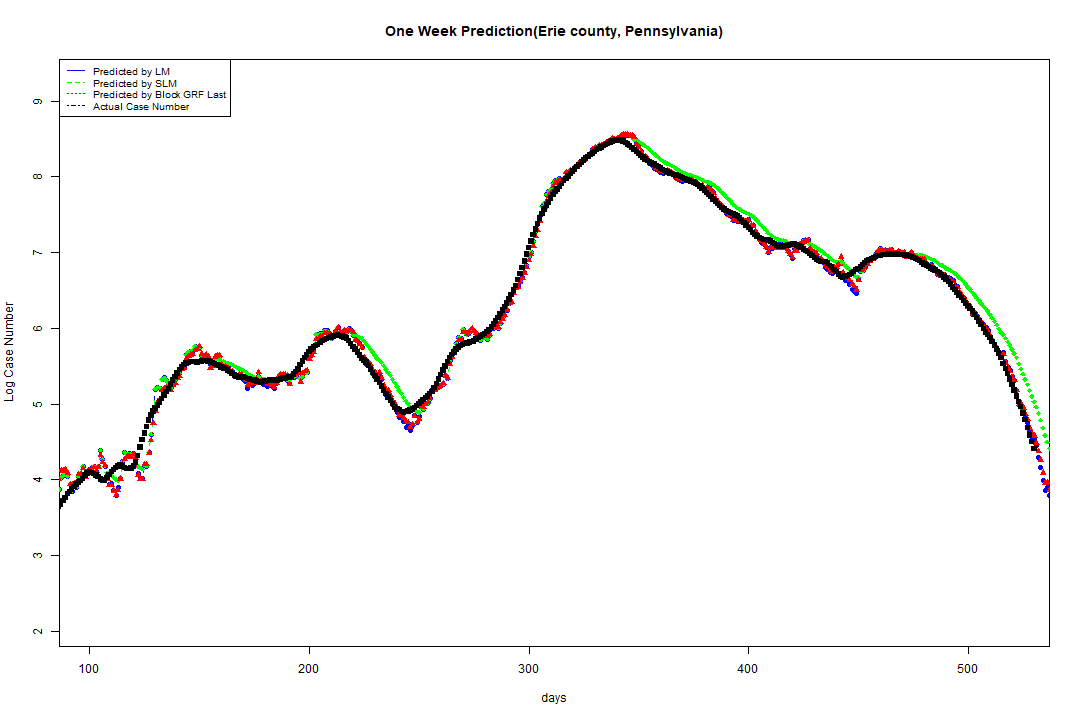 One Week Prediction(Erie county, Pennsylvania)
Predicted by LM
Predicted by SLM
Predicted by Block GRF Last
Actual Case Number
9
8
7
6
5
4
3
2
Log Case Number
100 200 300 400 500
days